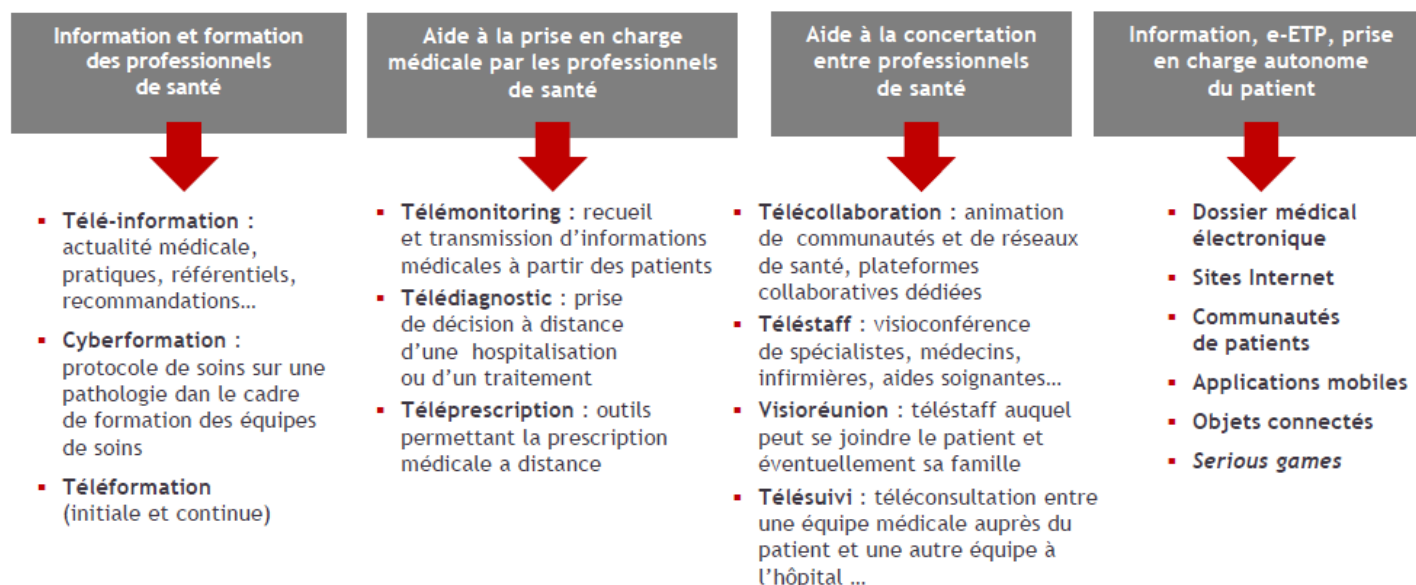 Information et formation
des professionnels
de santé
▪ Télé-information :
actualité médicale,
pratiques, référentiels,
recommandations…
▪ Cyberformation :
protocole de soins sur une
pathologie dan le cadre
de formation des équipes
de soins
▪ Téléformation
(initiale et continue)
Aide à la prise en charge
médicale par les professionnels
de santé
▪ Télémonitoring : recueil
et transmission d’informations
médicales à partir des patients
▪ Télédiagnostic : prise
de décision à distance
d’une hospitalisation
ou d’un traitement
▪ Téléprescription : outils
permettant la prescription
médicale a distance
Aide à la concertation
entre professionnels
de santé
▪ Télécollaboration : animation
de communautés et de réseaux
de santé, plateformes
collaboratives dédiées
▪ Téléstaff : visioconférence
de spécialistes, médecins,
infirmières, aides soignantes…
▪ Visioréunion : téléstaff auquel
peut se joindre le patient et
éventuellement sa famille
▪ Télésuivi : téléconsultation entre
une équipe médicale auprès du
patient et une autre équipe à
l’hôpital …
Information, e-ETP, prise
en charge autonome
du patient
▪ Dossier médical
électronique
▪ Sites Internet
▪ Communautés
de patients
▪ Applications mobiles
▪ Objets connectés
▪ Serious games